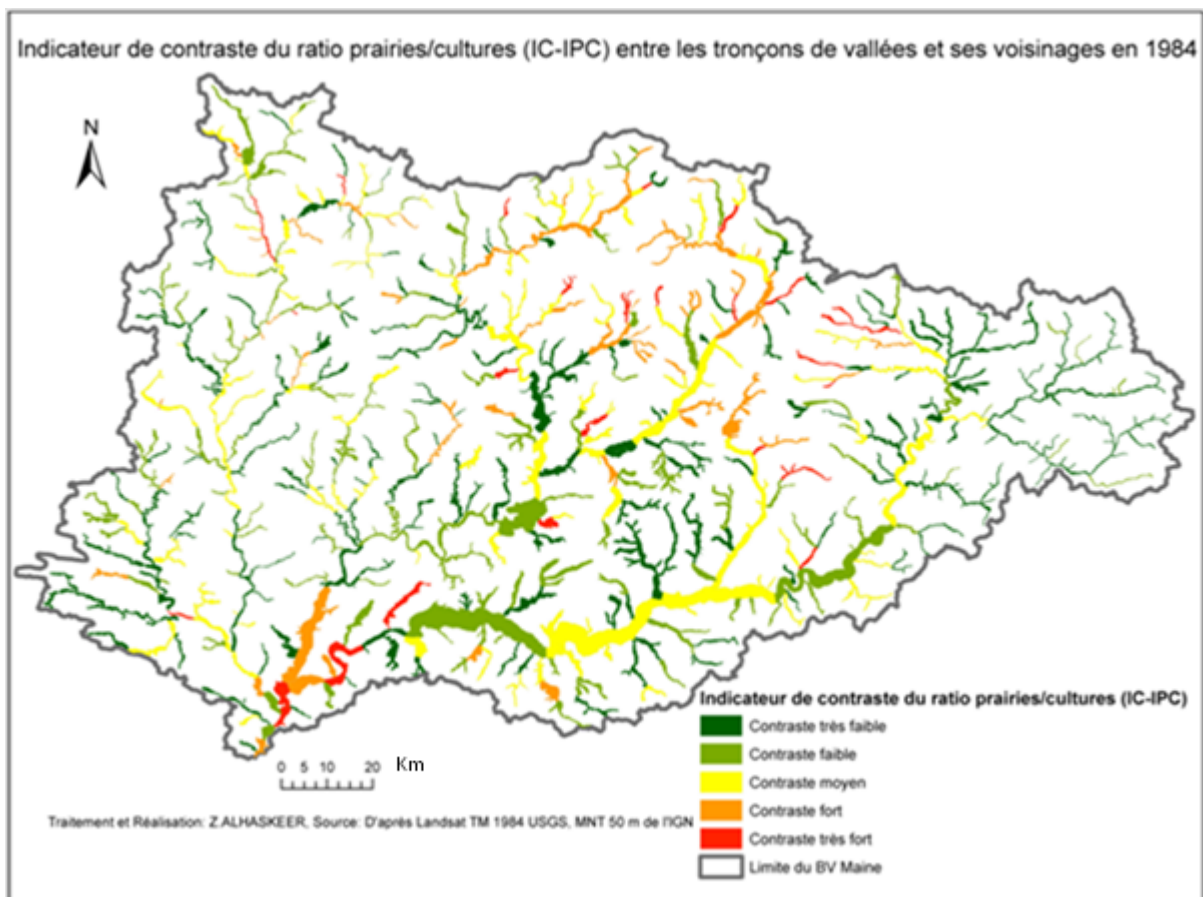 Indicateur de contraste du ratio prairies/cultures (IC-IPC) entre les tronçons de vallées et ses voisinages en 1984
N
Indicateur de contraste du ratio prairies/cultures (IC-IPC)
Contraste très faible
Contraste faible
Contraste moyen
Contraste fort
Contraste très fort
Limite du BV Maine
0 5 10 20 Km
Traitement et Réalisation: Z.ALHASKEER, Source: D'après Landsat TM 1984 USGS, MNT 50 m de l'IGN